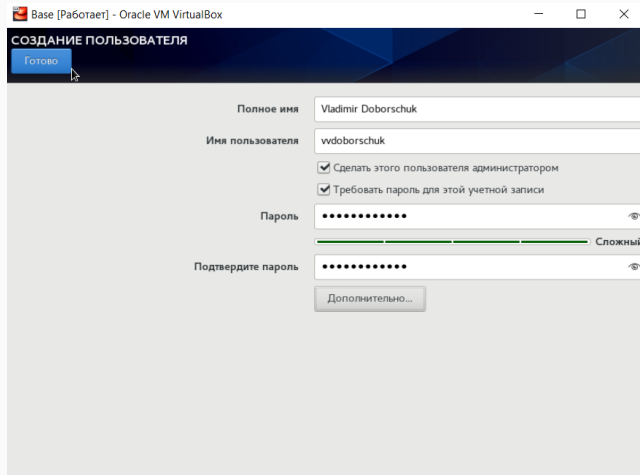 Base [Работает] - Oracle VM VirtualBox
СОЗДАНИЕ ПОЛЬЗОВАТЕЛЯ
Готово
Полное имя Vladimir Doborschuk
Имя пользователя vvdoborschuk
Сделать этого пользователя администратором
Требовать пароль для этой учетной записи
Пароль ••••••••••••
Сложный
Подтвердите пароль ••••••••••••
Дополнительно...